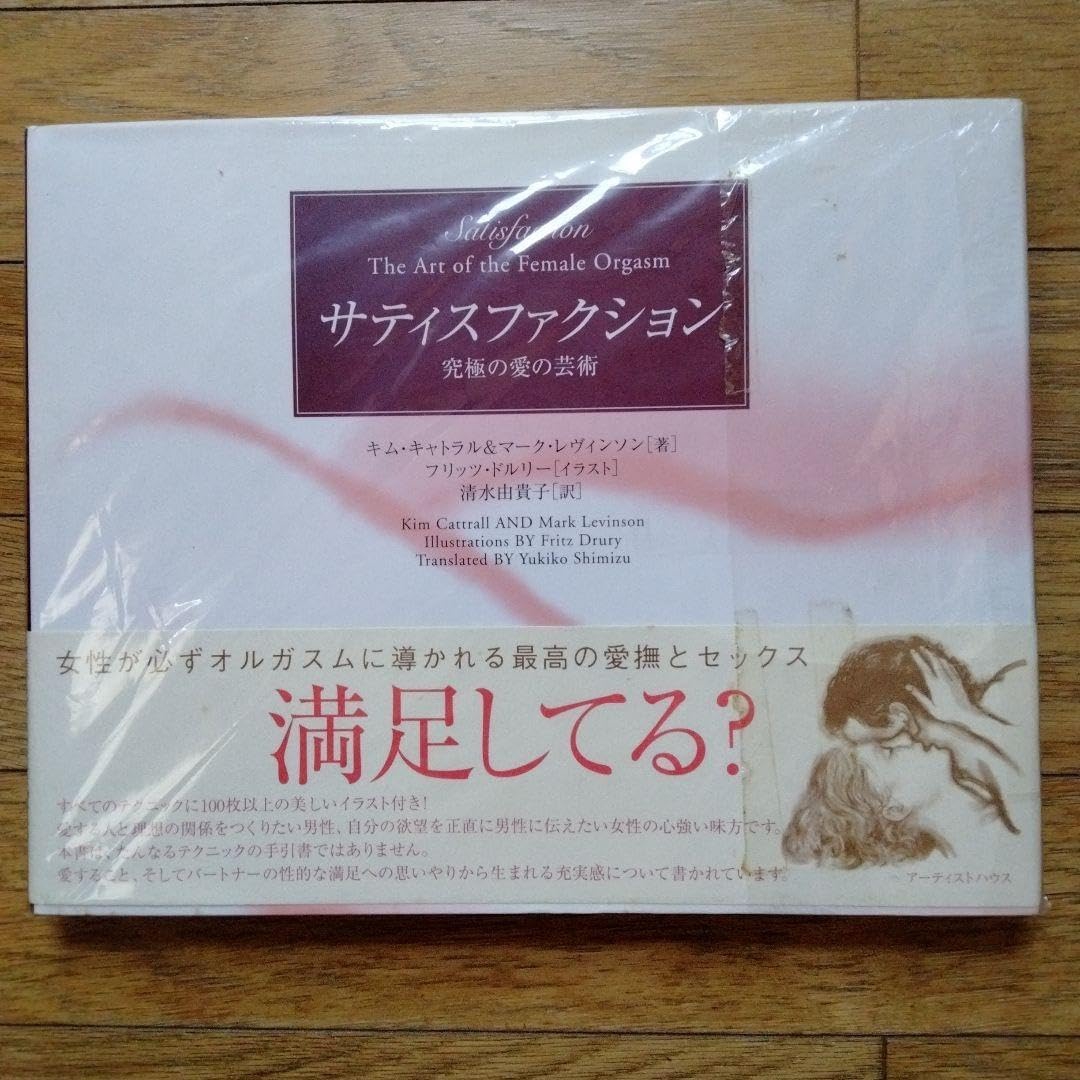 Satisfaction
The Art of the Female Orgasm
サティスファクション
究極の愛の芸術
キム・キャトラル&マーク・レヴィンソン[著]
フリッツ・ドルリー[イラスト]
清水由貴子[訳]
Kim Cattrall AND Mark Levinson
Illustrations BY Fritz Drury
Translated BY Yukiko Shimizu
女性が必ずオルガスムに導かれる最高の愛撫とセックス
満足してる?
すべてのテクニックに100枚以上の美しいイラスト付き!
愛する人と理想の関係をつくりたい男性、自分の欲望を正直に男性に伝えたい女性の心強い味方です。
本書は、たんなるテクニックの手引書ではありません。
愛すること、そしてパートナーの性的な満足への思いやりから生まれる充実感について書かれています。
アーティストハウス